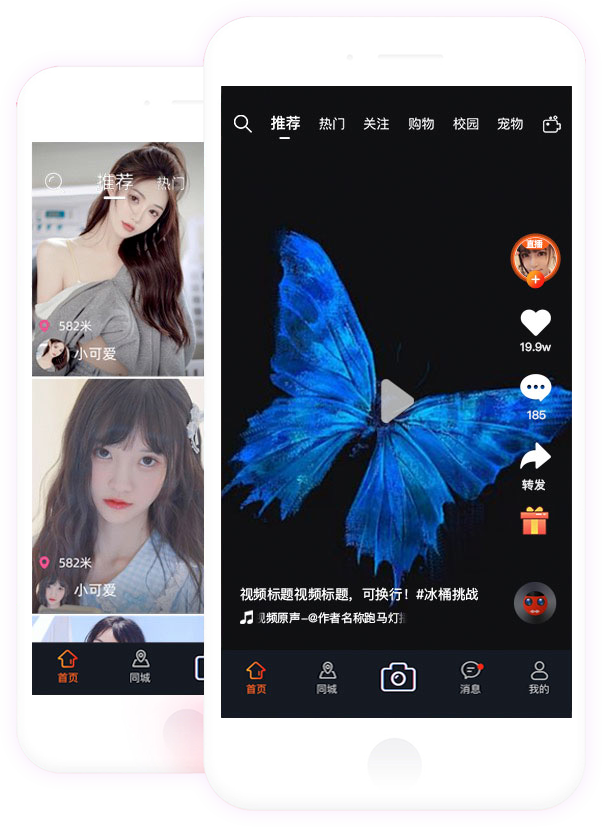 推荐 热门
582米
小可爱
582米
小可爱
首页 同城
推荐 热门 关注 购物 校园 宠物
直播
19.9w
185
转发
视频标题视频标题，可换行！#冰桶挑战
视频原声-@作者名称跑马灯
首页 同城 消息 我的